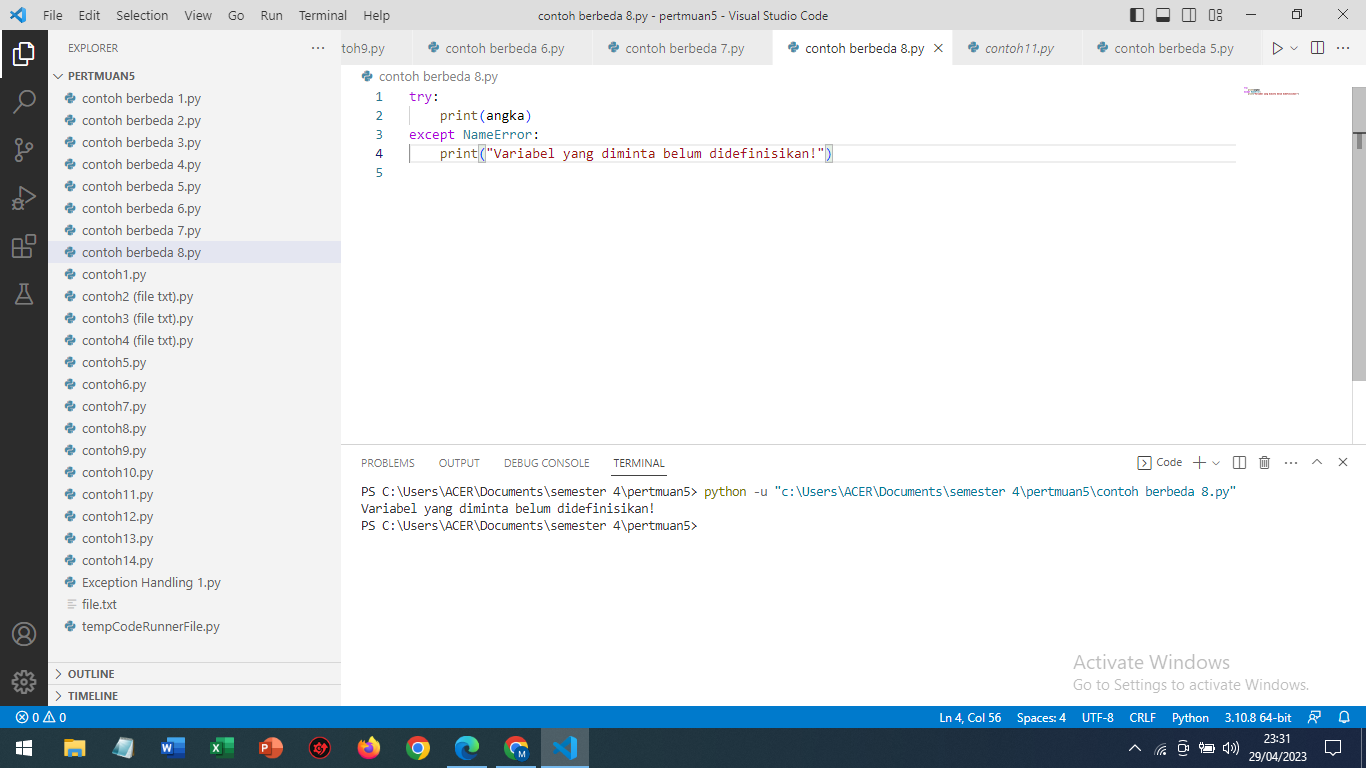 File Edit Selection View Go Run Terminal Help
contoh berbeda 8.py - pertmuan5 - Visual Studio Code
EXPLORER
toh9.py contoh berbeda 6.py contoh berbeda 7.py contoh berbeda 8.py contoh11.py contoh berbeda 5.py
PERTMUAN5
contoh berbeda 1.py
contoh berbeda 2.py
contoh berbeda 3.py
contoh berbeda 4.py
contoh berbeda 5.py
contoh berbeda 6.py
contoh berbeda 7.py
contoh berbeda 8.py
contoh1.py
contoh2 (file txt).py
contoh3 (file txt).py
contoh4 (file txt).py
contoh5.py
contoh6.py
contoh7.py
contoh8.py
contoh9.py
contoh10.py
contoh11.py
contoh12.py
contoh13.py
contoh14.py
Exception Handling 1.py
file.txt
tempCodeRunnerFile.py
OUTLINE
TIMELINE
contoh berbeda 8.py
1 try:
2 print(angka)
3 except NameError:
4 print("Variabel yang diminta belum didefinisikan!")
5
PROBLEMS OUTPUT DEBUG CONSOLE TERMINAL
Code
PS C:\Users\ACER\Documents\semester 4\pertmuan5> python -u "c:\Users\ACER\Documents\semester 4\pertmuan5\contoh berbeda 8.py"
Variabel yang diminta belum didefinisikan!
PS C:\Users\ACER\Documents\semester 4\pertmuan5>
Activate Windows
Go to Settings to activate Windows.
0 0
Ln 4, Col 56 Spaces: 4 UTF-8 CRLF Python 3.10.8 64-bit
23:31
29/04/2023